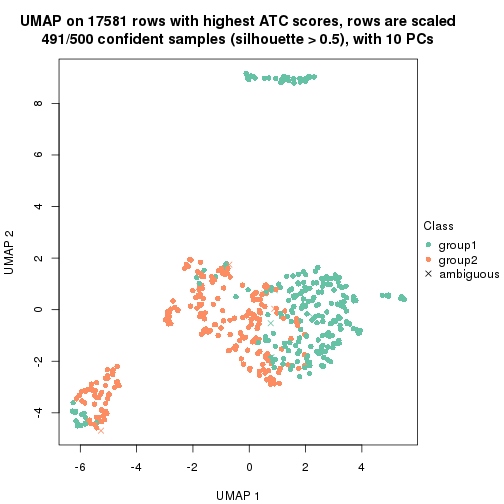 UMAP on 17581 rows with highest ATC scores, rows are scaled
491/500 confident samples (silhouette > 0.5), with 10 PCs
8
6
4
2
0
-2
-4
UMAP 2
-6
-4
-2
0
2
4
UMAP 1
Class
group1
group2
ambiguous